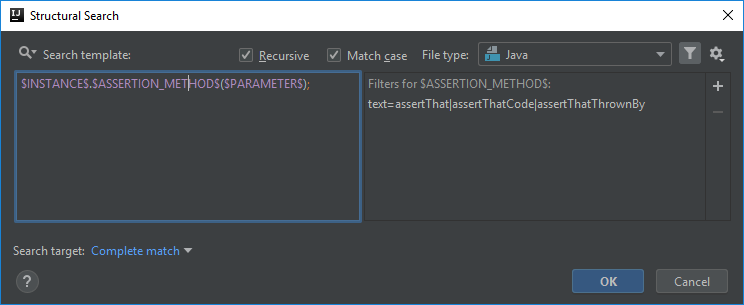 Structural Search
Search template:
Recursive
Match case
File type:
Java
$INSTANCE$.$ASSERTION_METHOD$($PARAMETER$);
Filters for $ASSERTION_METHOD$:
text=assertThat|assertThatCode|assertThatThrownBy
Search target: Complete match
?
OK
Cancel